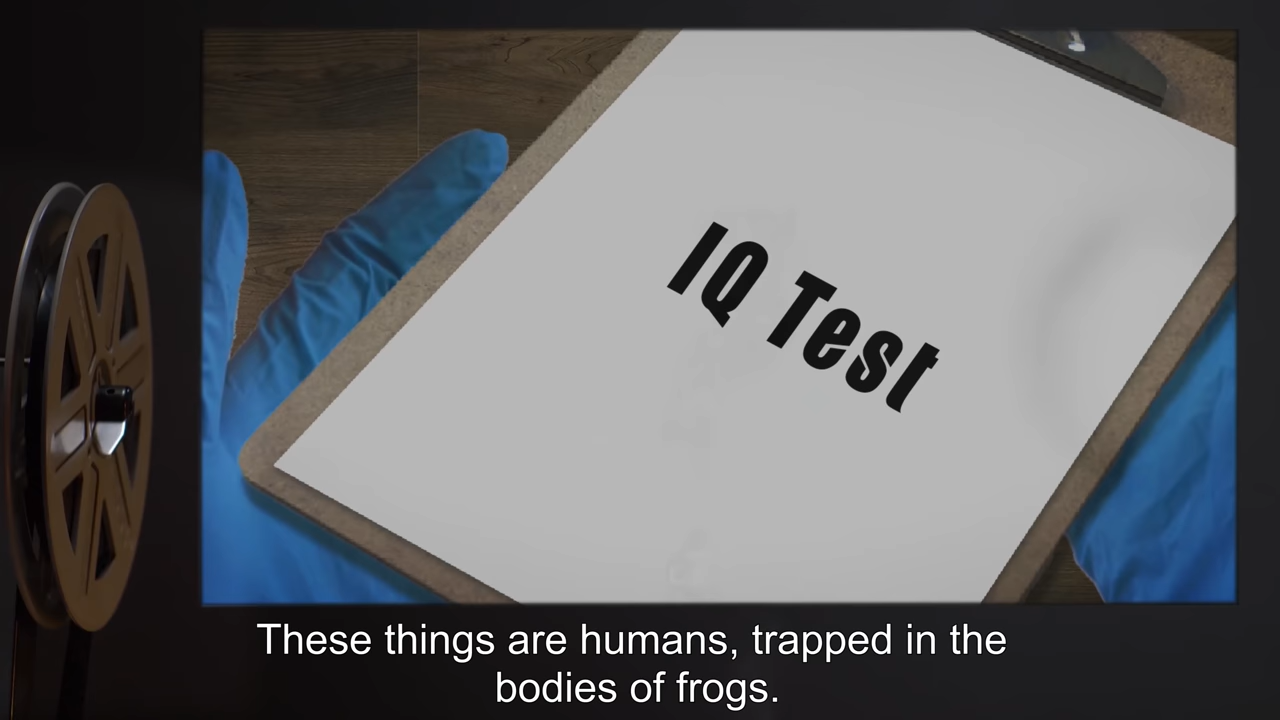 IQ Test
These things are humans, trapped in the
bodies of frogs.